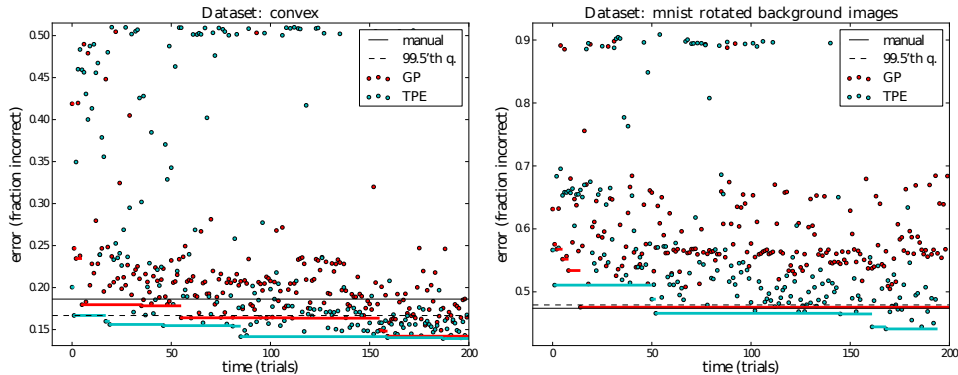 Dataset: convex
0.50
0.45
0.40
0.35
0.30
0.25
0.20
0.15
error (fraction incorrect)
manual
99.5'th q.
GP
TPE
0
50
100
150
200
time (trials)
Dataset: mnist rotated background images
0.9
0.8
0.7
0.6
0.5
error (fraction incorrect)
manual
99.5'th q.
GP
TPE
0
50
100
150
200
time (trials)